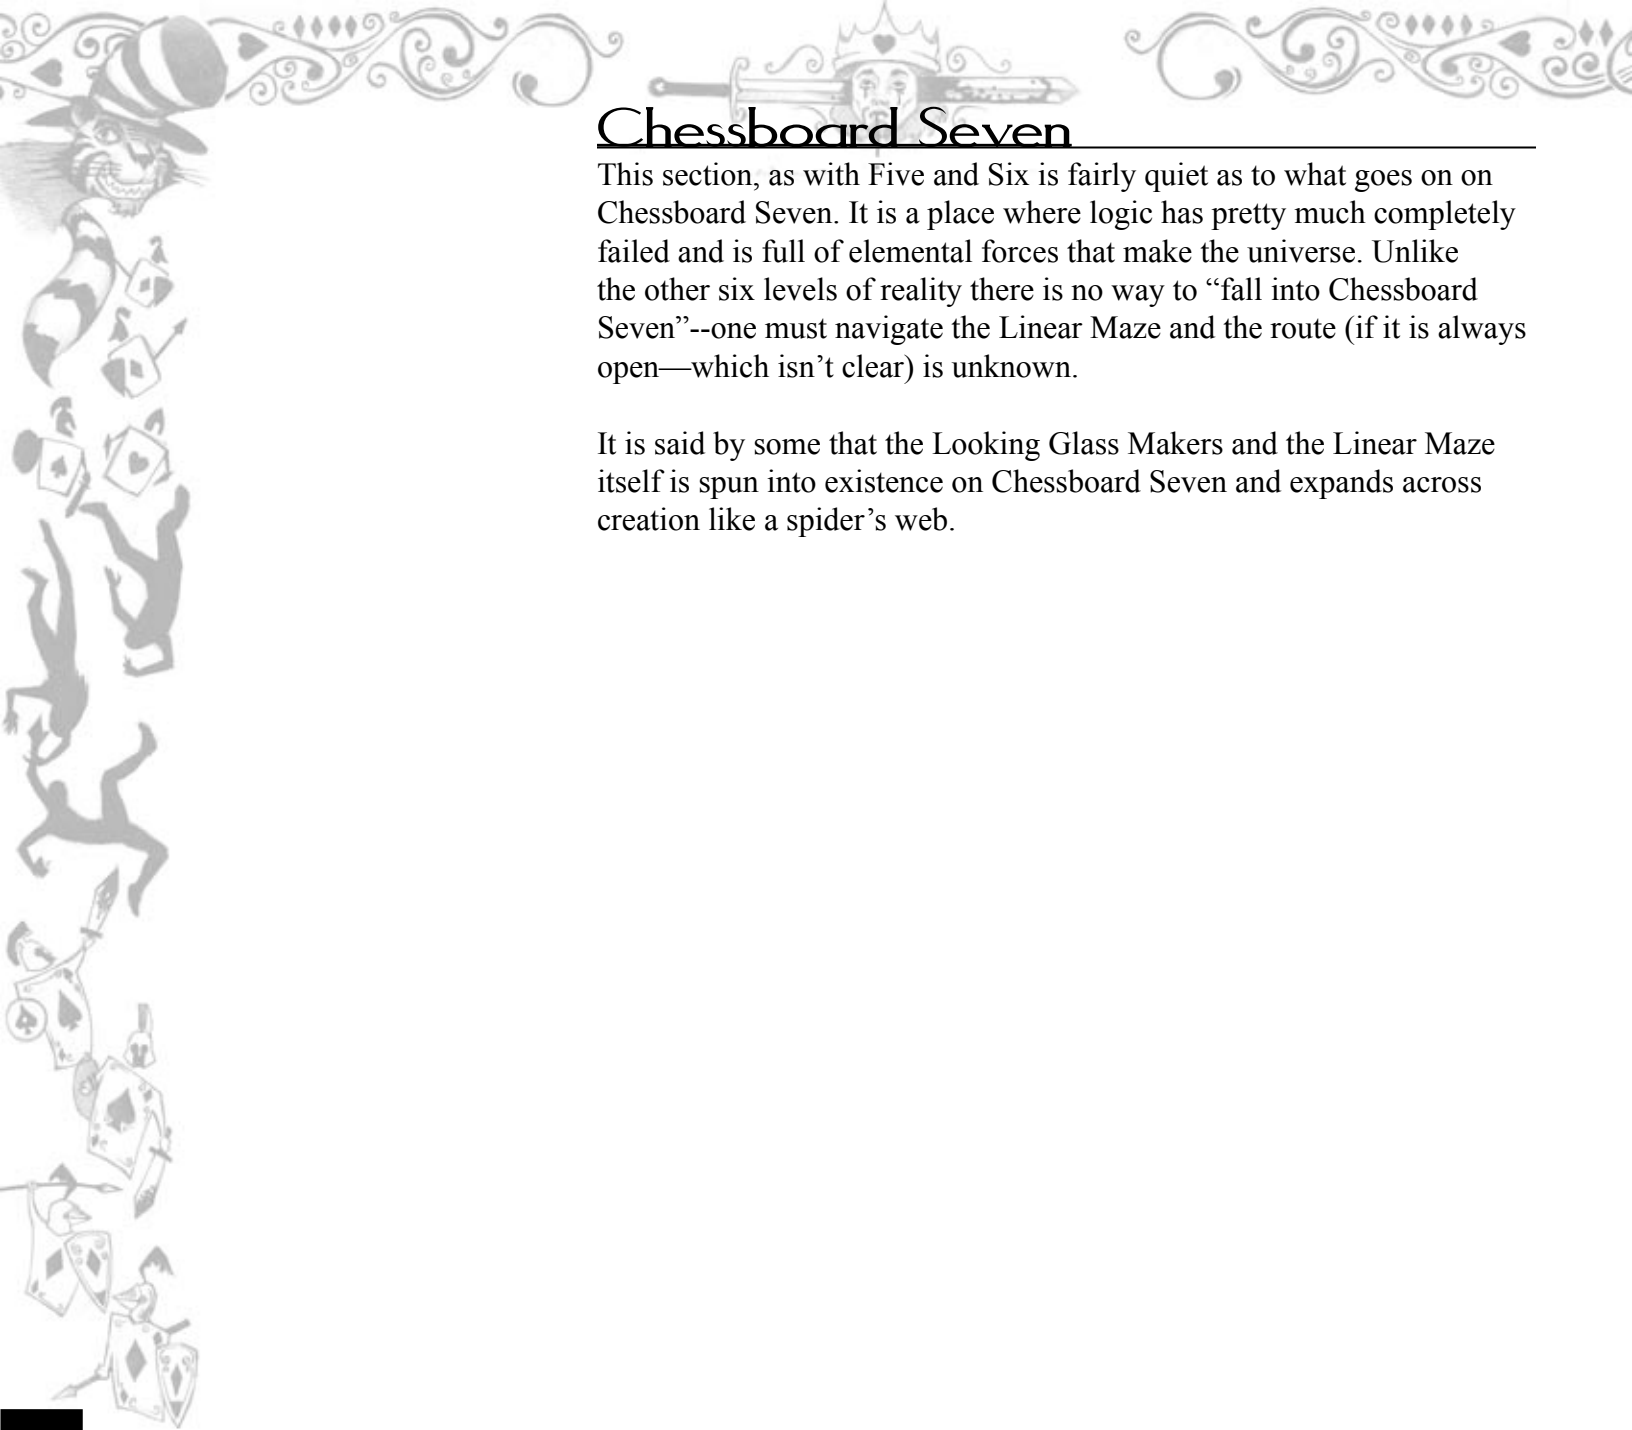 Chessboard Seven
This section, as with Five and Six is fairly quiet as to what goes on on
Chessboard Seven. It is a place where logic has pretty much completely
failed and is full of elemental forces that make the universe. Unlike
the other six levels of reality there is no way to “fall into Chessboard
Seven”--one must navigate the Linear Maze and the route (if it is always
open—which isn’t clear) is unknown.
It is said by some that the Looking Glass Makers and the Linear Maze
itself is spun into existence on Chessboard Seven and expands across
creation like a spider’s web.